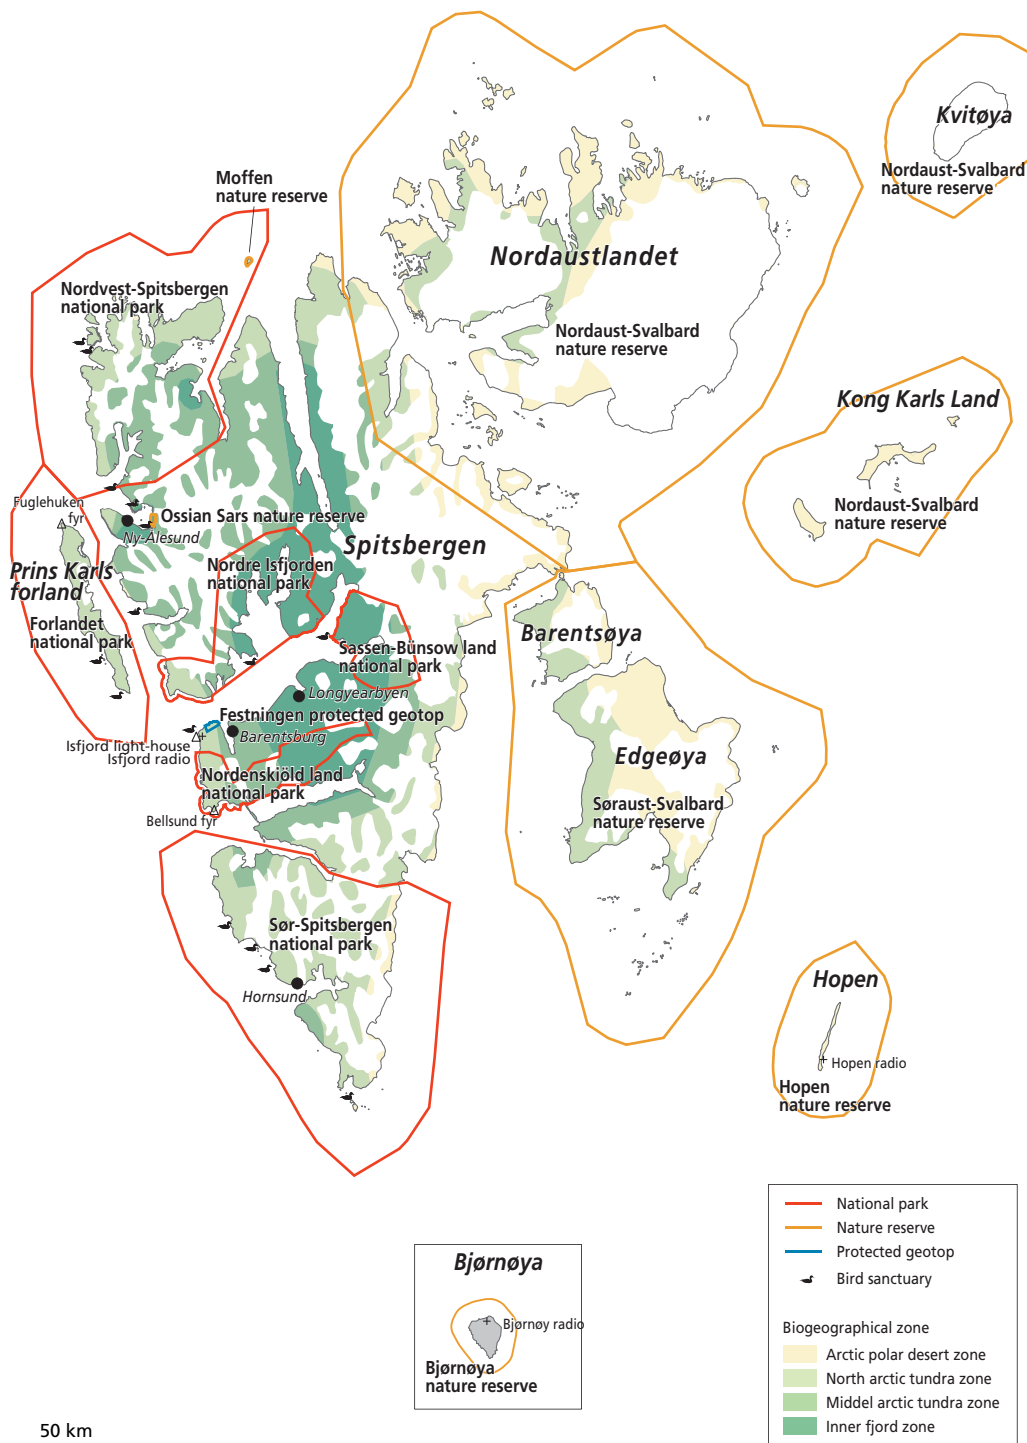 Kvitøya
Nordaust-Svalbard
nature reserve
Moffen
nature reserve
Nordaustlandet
Nordvest-Spitsbergen
national park
Nordaust-Svalbard
nature reserve
Kong Karls Land
Nordaust-Svalbard
nature reserve
Fuglehuken
fyr
Ossian Sars nature reserve
Ny-Alesund
Spitsbergen
Prins Karls
forland
Nordre Isfjorden
national park
Forlandet
national park
Barentsøya
Sassen-Bünsow land
national park
Longyearbyen
Festningen protected geotop
Barentsburg
Isfjord light-house
Isfjord radio
Edgeøya
Nordenskiöld land
national park
Søraust-Svalbard
nature reserve
Bellsund fyr
Sør-Spitsbergen
national park
Hornsund
Hopen
Hopen radio
Hopen
nature reserve
National park
Nature reserve
Protected geotop
Bird sanctuary
Biogeographical zone
Arctic polar desert zone
North arctic tundra zone
Middel arctic tundra zone
Inner fjord zone
Bjørnøya
Bjørnøy radio
Bjørnøya
nature reserve
50 km